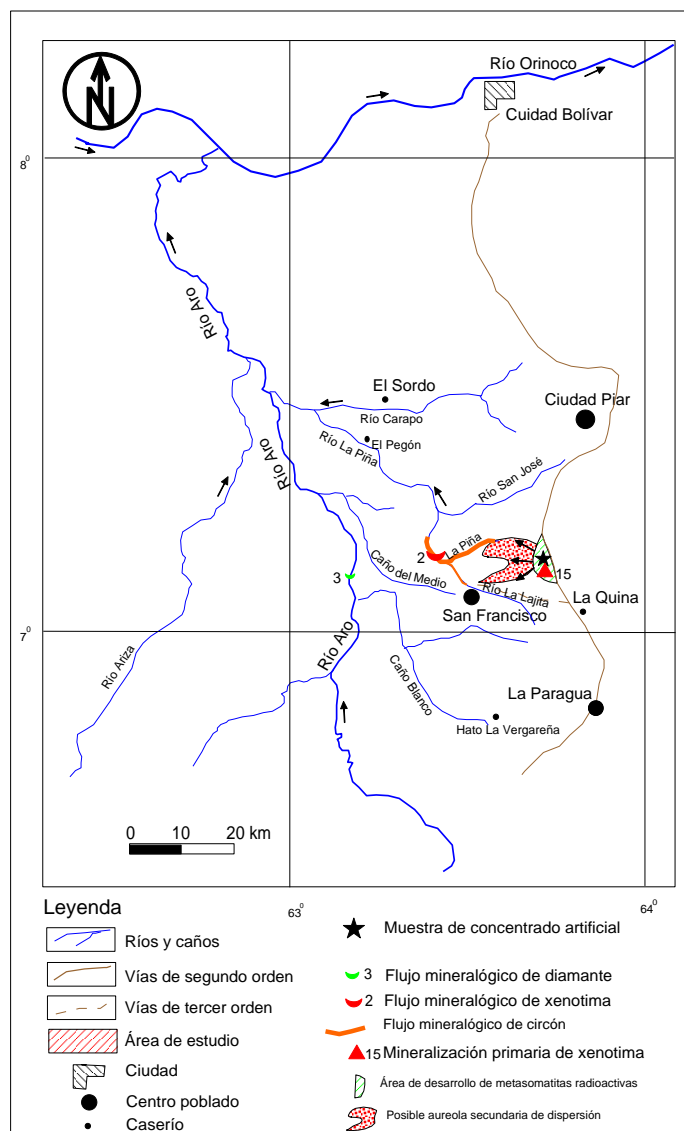 N
Río Orinoco
Cuidad Bolívar
8⁰
Río Aro
El Sordo
Ciudad Piar
Río Carapo
El Pegón
Río La Piña
Río Aro
Río San José
La Piña
2
15
3
Caño del Medio
Río La Lajita
La Quina
San Francisco
7⁰
Río Aro
Río Ariza
Caño Blanco
La Paragua
Hato La Vergareña
0 10 20 km
63⁰
64⁰
Leyenda
Ríos y caños
Vías de segundo orden
Vías de tercer orden
Área de estudio
Ciudad
Centro poblado
Caserío
Muestra de concentrado artificial
3 Flujo mineralógico de diamante
2 Flujo mineralógico de xenotima
Flujo mineralógico de circón
15 Mineralización primaria de xenotima
Área de desarrollo de metasomatitas radioactivas
Posible aureola secundaria de dispersión